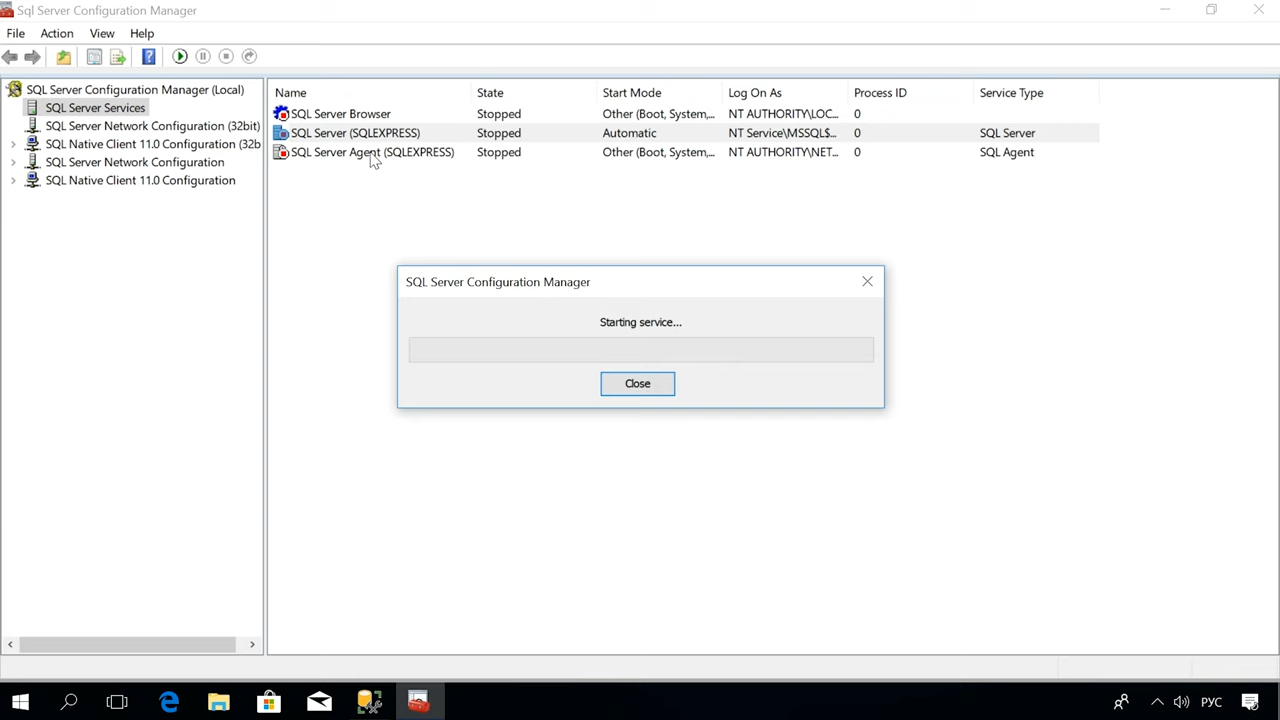 Sql Server Configuration Manager
File Action View Help
SQL Server Configuration Manager (Local)
SQL Server Services
SQL Server Network Configuration (32bit)
SQL Native Client 11.0 Configuration (32b
SQL Server Network Configuration
SQL Native Client 11.0 Configuration
Name State Start Mode Log On As Process ID Service Type
SQL Server Browser Stopped Other (Boot, System,... NT AUTHORITY\LOC... 0
SQL Server (SQLEXPRESS) Stopped Automatic NT Service\MSSQL$... 0 SQL Server
SQL Server Agent (SQLEXPRESS) Stopped Other (Boot, System,... NT AUTHORITY\NET... 0 SQL Agent
SQL Server Configuration Manager
Starting service...
Close
РУС